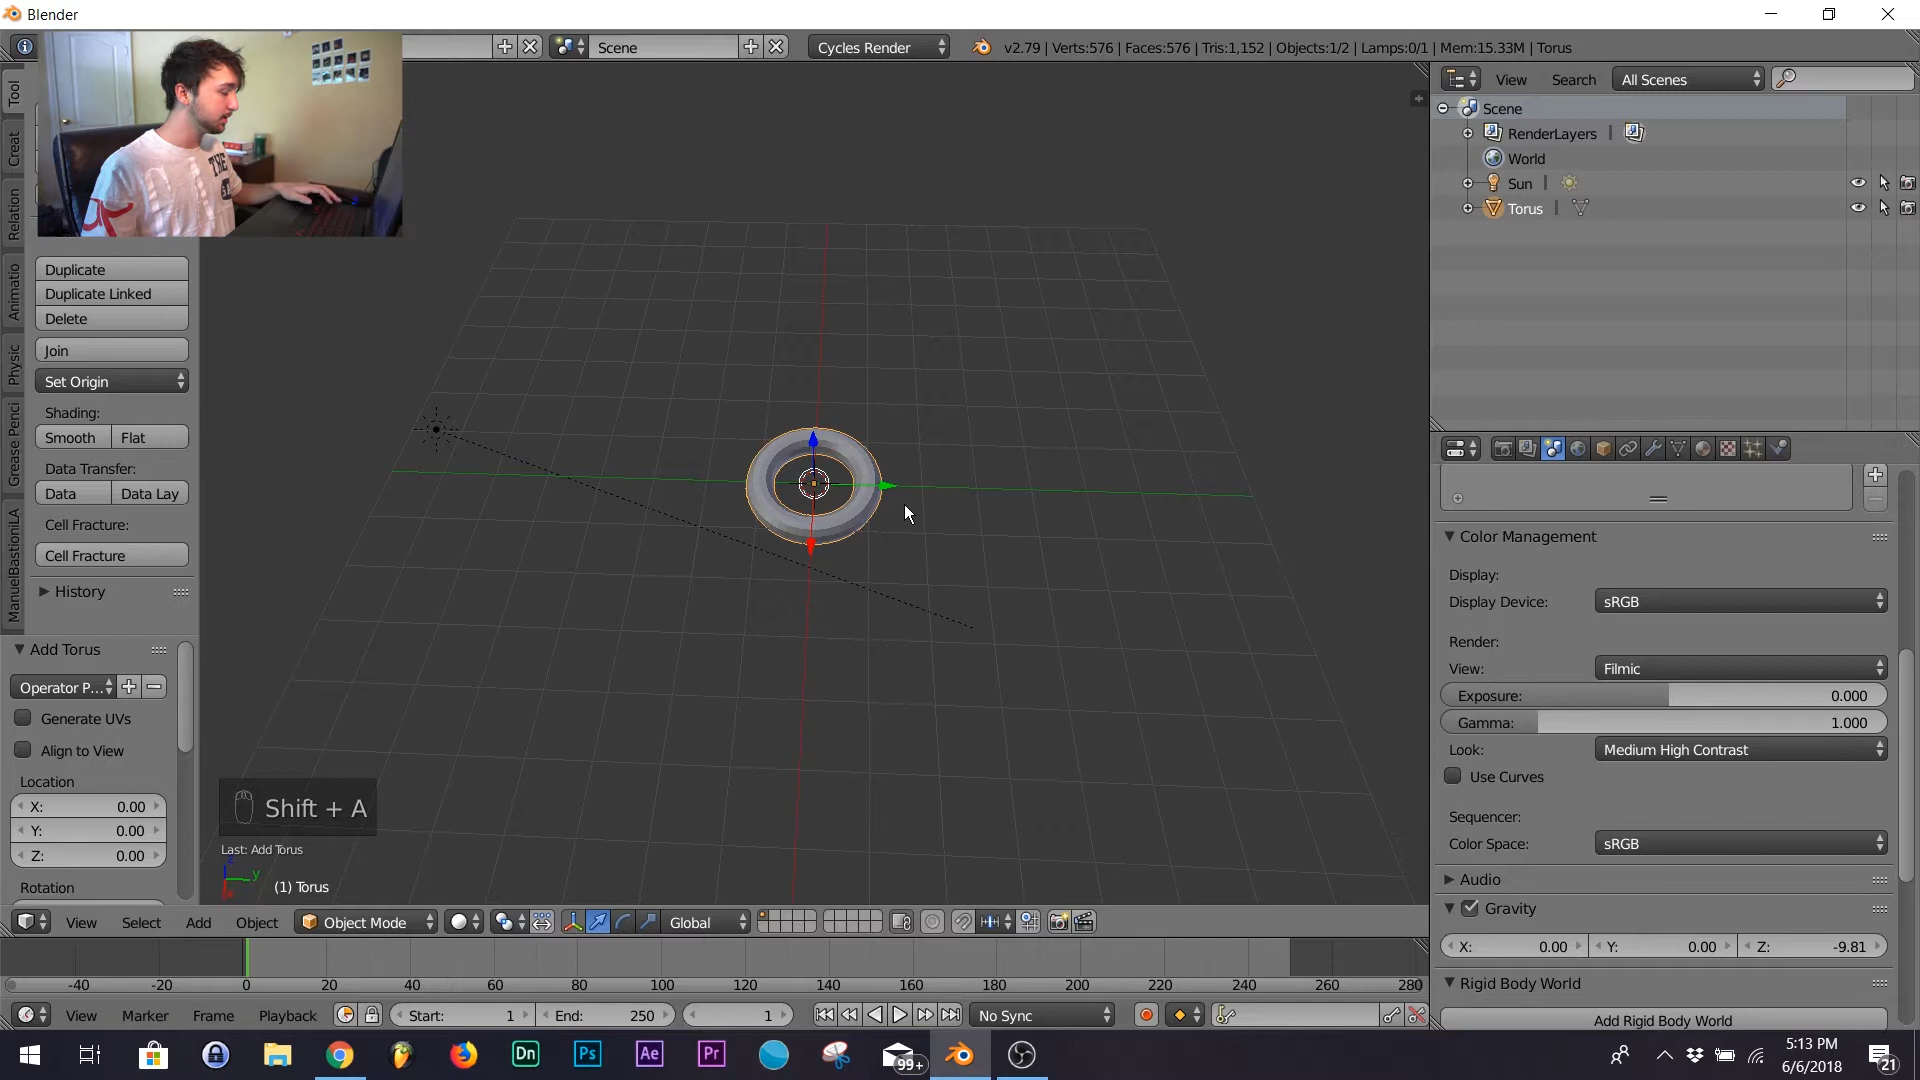 Blender
Scene
Cycles Render
v2.79 | Verts:576 | Faces:576 | Tris:1,152 | Objects:1/2 | Lamps:0/1 | Mem:15.33M | Torus
View
Search
All Scenes
Tool
Creat
Relation
Animatio
Physic
Grease Penci
ManuelBastioniLA
THE
Scene
RenderLayers |
World
Sun |
Torus |
Duplicate
Duplicate Linked
Delete
Join
Set Origin
Shading:
Smooth Flat
Data Transfer:
Data Data Lay
Cell Fracture:
Cell Fracture
History
Add Torus
Operator P...
Generate UVs
Align to View
Location
X: 0.00
Y: 0.00
Z: 0.00
Rotation
Shift + A
Last: Add Torus
z
y
(1) Torus
Color Management
Display:
Display Device: sRGB
Render:
View: Filmic
Exposure: 0.000
Gamma: 1.000
Look: Medium High Contrast
Use Curves
Sequencer:
Color Space: sRGB
Audio
Gravity
X: 0.00 Y: 0.00 Z: -9.81
Rigid Body World
Add Rigid Body World
View Select Add Object Object Mode Global
-40 -20 0 20 40 60 80 100 120 140 160 180 200 220 240 260 280
View Marker Frame Playback Start: 1 End: 250 1 No Sync
Dn Ps Ae Pr 99+
5:13 PM
6/6/2018
21